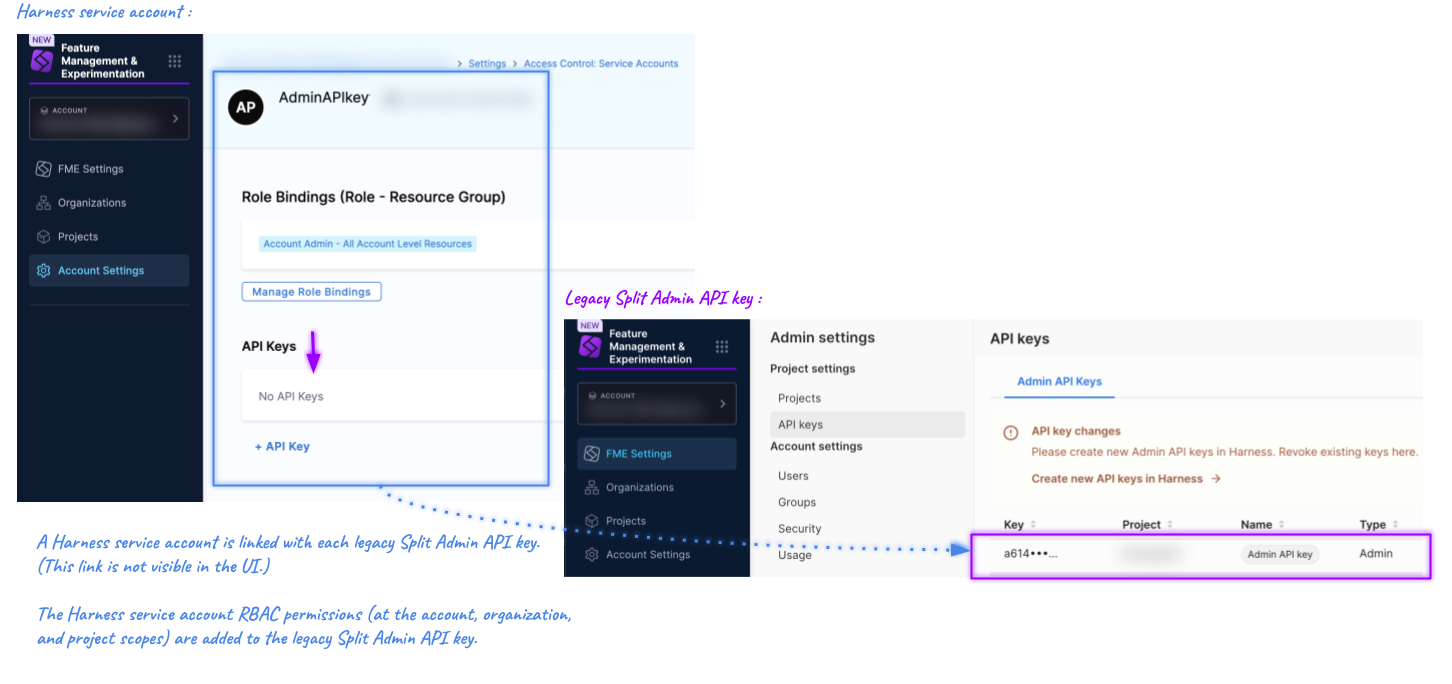 Harness service account :
NEW
Feature
Management &
Experimentation
ACCOUNT
FME Settings
Organizations
Projects
Account Settings
> Settings > Access Control: Service Accounts
AP
AdminAPIkey
Role Bindings (Role - Resource Group)
Account Admin - All Account Level Resources
Manage Role Bindings
API Keys
No API Keys
+ API Key
Legacy Split Admin API key :
NEW
Feature
Management &
Experimentation
ACCOUNT
FME Settings
Organizations
Projects
Account Settings
Admin settings
Project settings
Projects
API keys
Account settings
Users
Groups
Security
Usage
API keys
Admin API Keys
API key changes
Please create new Admin API keys in Harness. Revoke existing keys here.
Create new API keys in Harness →
Key Project Name Type
a614•••... Admin API key Admin
A Harness service account is linked with each legacy Split Admin API key.
(This link is not visible in the UI.)
The Harness service account RBAC permissions (at the account, organization,
and project scopes) are added to the legacy Split Admin API key.